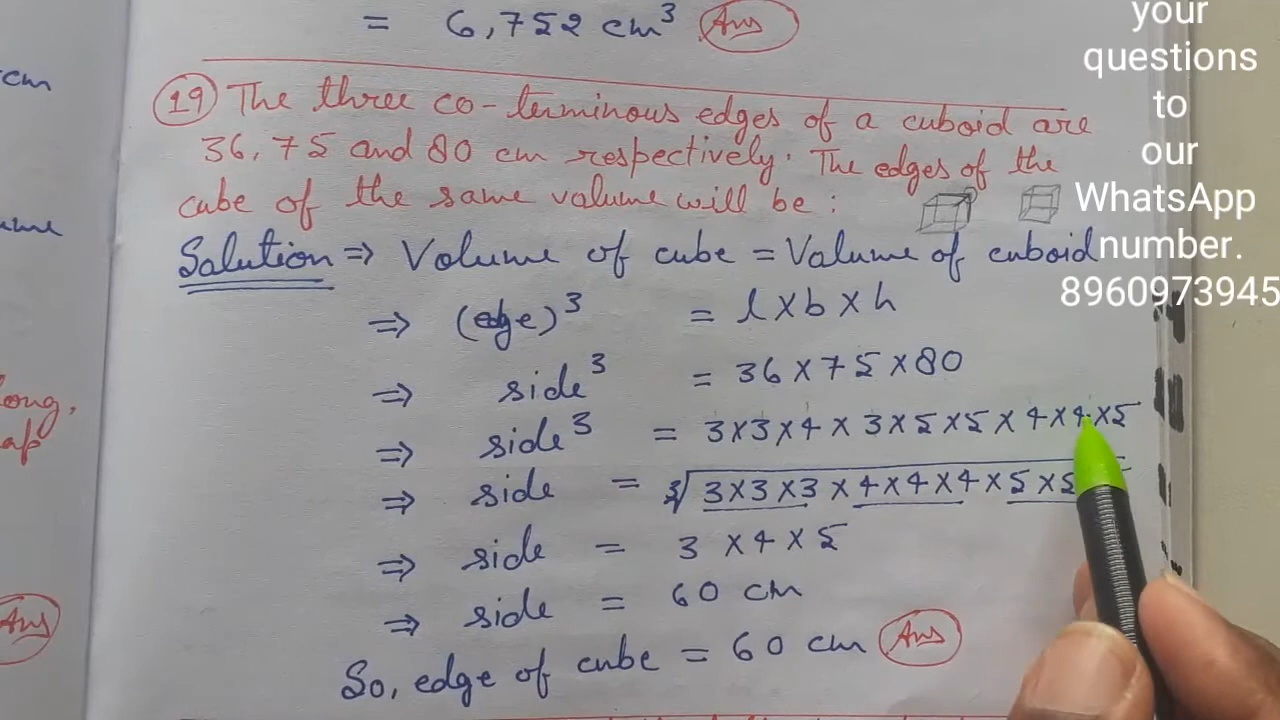 = 6,752 cm³ Ans
cm
19 The three co-terminous edges of a cuboid are
36, 75 and 80 cm respectively. The edges of the
cube of the same volume will be :
Solution ⇒ Volume of cube = Volume of cuboid
⇒ (edge)³ = l × b × h
⇒ side³ = 36 × 75 × 80
⇒ side³ = 3 × 3 × 4 × 3 × 5 × 5 × 4 × 4 × 5
⇒ side = ∛3 × 3 × 3 × 4 × 4 × 4 × 5 × 5
⇒ side = 3 × 4 × 5
⇒ side = 60 cm
So, edge of cube = 60 cm Ans
Ans
your
questions
to
our
WhatsApp
number.
8960973945